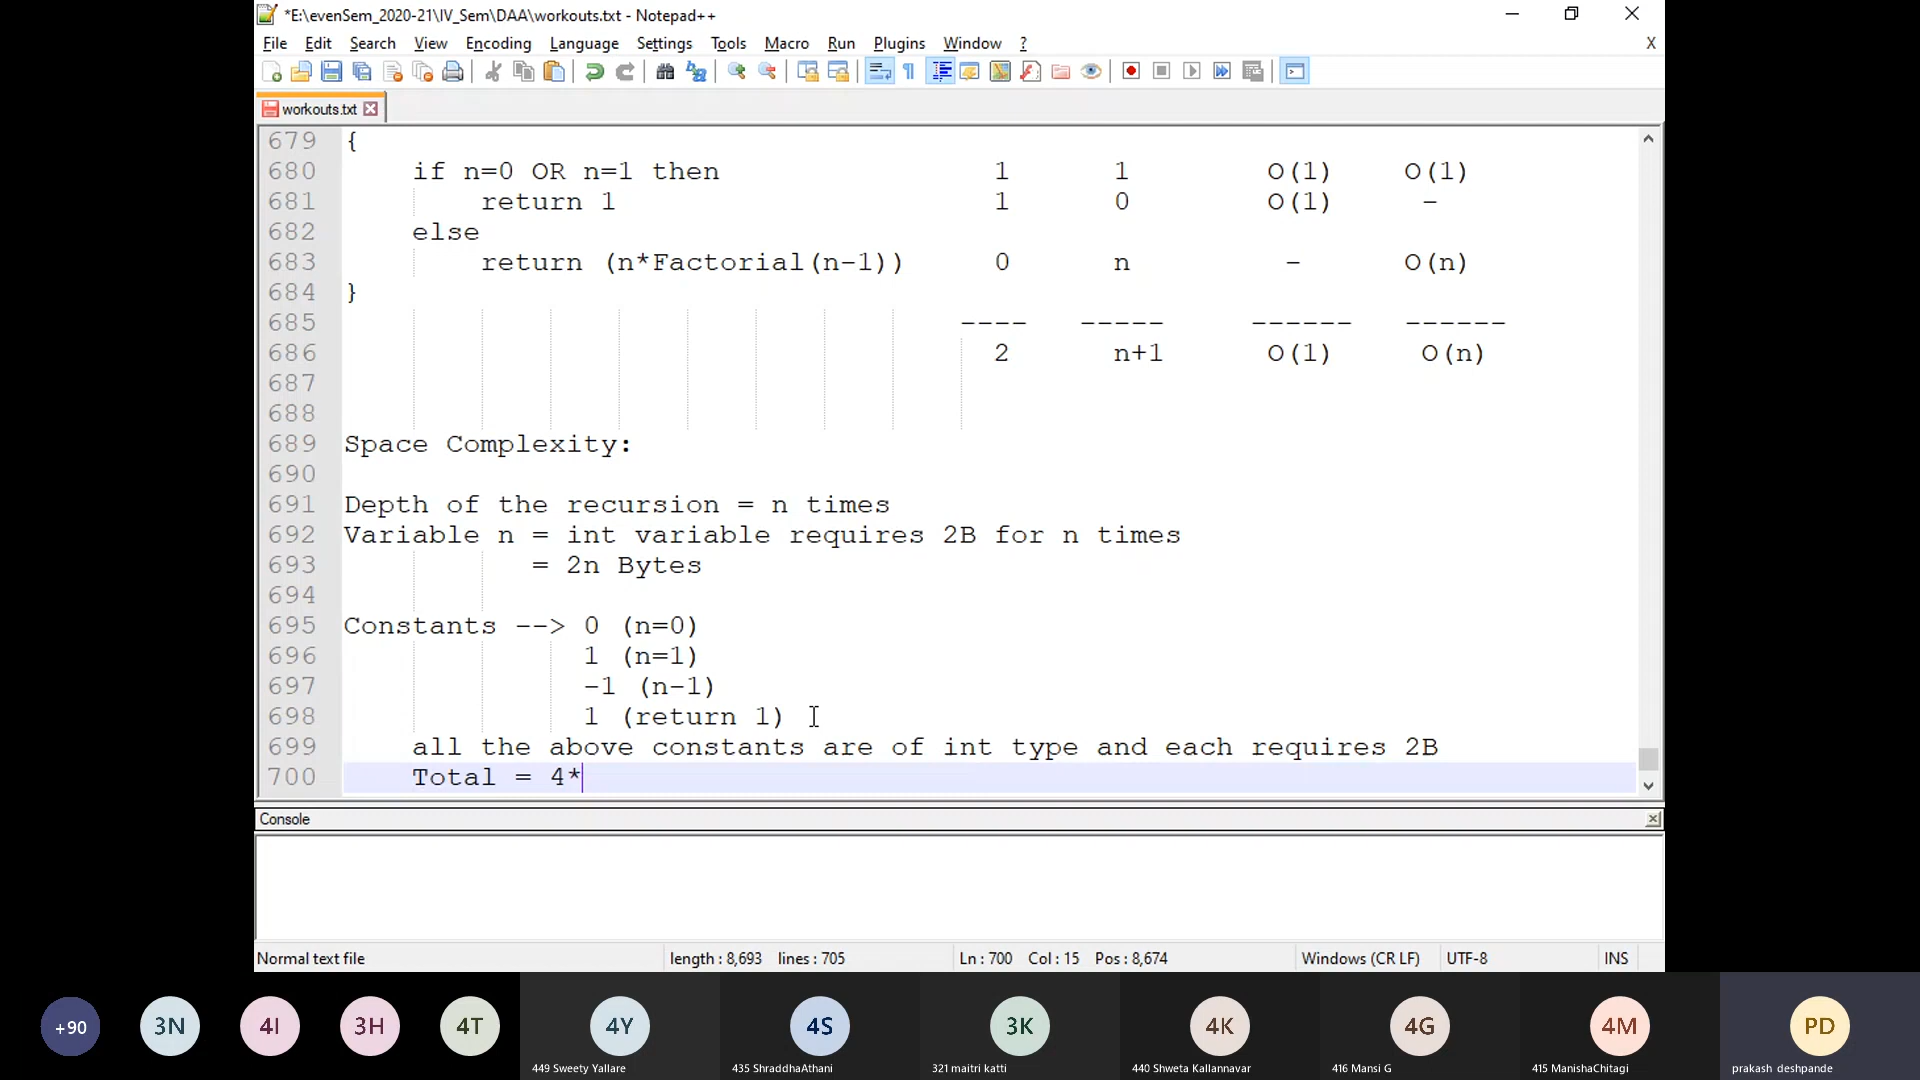 *E:\evenSem_2020-21\IV_Sem\DAA\workouts.txt - Notepad++
File Edit Search View Encoding Language Settings Tools Macro Run Plugins Window ? X
workouts.txt
679 {
680 if n=0 OR n=1 then 1 1 O(1) O(1)
681 return 1 1 0 O(1) -
682 else
683 return (n*Factorial(n-1)) 0 n - O(n)
684 }
685 ---- ----- ------ ------
686 2 n+1 O(1) O(n)
687
688
689 Space Complexity:
690
691 Depth of the recursion = n times
692 Variable n = int variable requires 2B for n times
693 = 2n Bytes
694
695 Constants --> 0 (n=0)
696 1 (n=1)
697 -1 (n-1)
698 1 (return 1)
699 all the above constants are of int type and each requires 2B
700 Total = 4*
Console
Normal text file length : 8,693 lines : 705 Ln : 700 Col : 15 Pos : 8,674 Windows (CR LF) UTF-8 INS
+90 3N 4I 3H 4T 4Y 4S 3K 4K 4G 4M PD
449 Sweety Yallare 435 ShraddhaAthani 321 maitri katti 440 Shweta Kallannavar 416 Mansi G 415 ManishaChitagi prakash deshpande